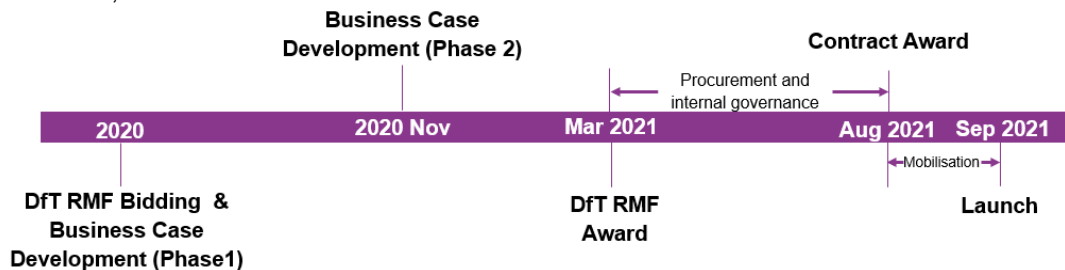 Business Case
Development (Phase 2)
Contract Award
Procurement and
internal governance
2020
2020 Nov
Mar 2021
Aug 2021
Sep 2021
Mobilisation
DfT RMF Bidding &
Business Case
Development (Phase1)
DfT RMF
Award
Launch